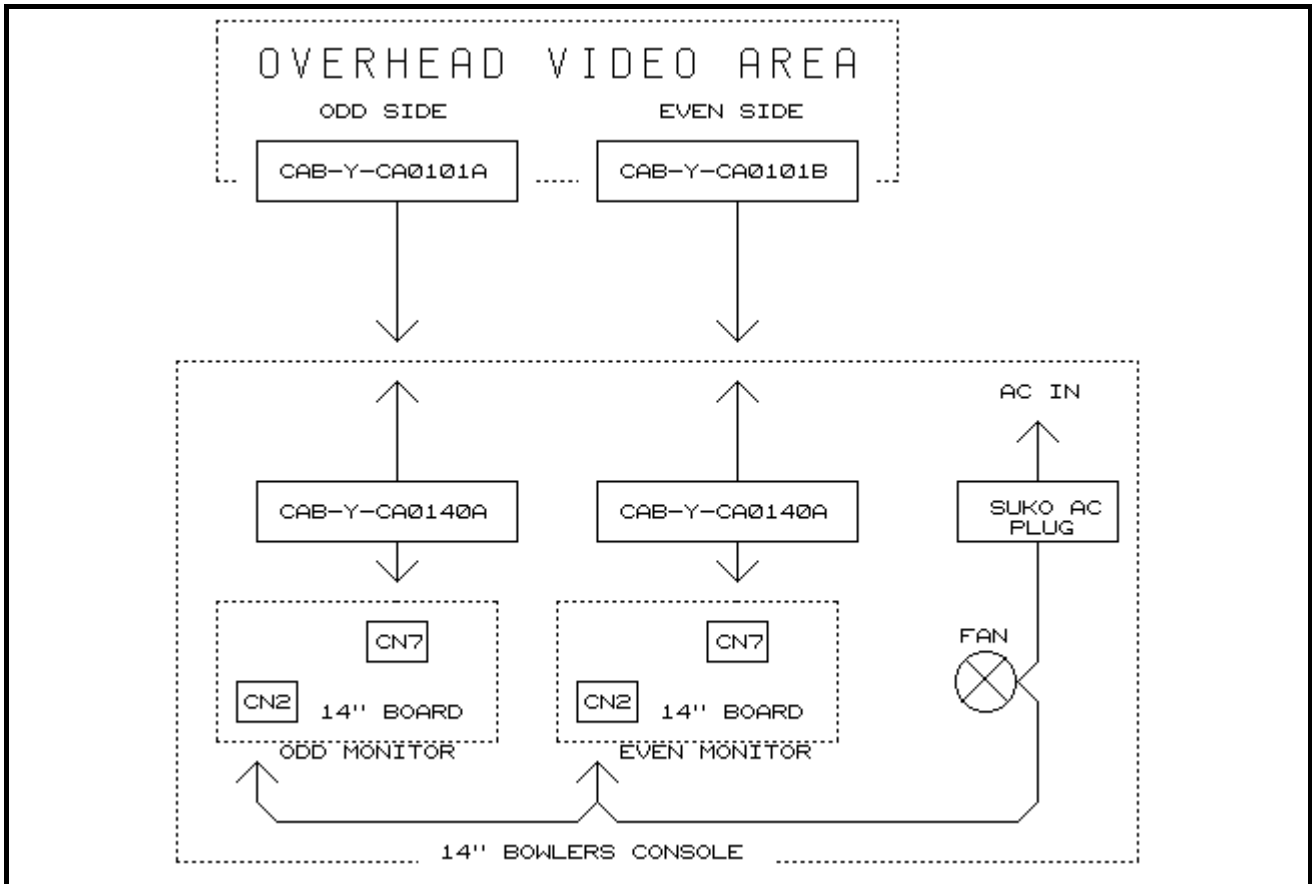 OVERHEAD VIDEO AREA
ODD SIDE
EVEN SIDE
CAB-Y-CA0101A
CAB-Y-CA0101B
AC IN
CAB-Y-CA0140A
CAB-Y-CA0140A
SUKO AC
PLUG
FAN
CN7
CN7
CN2
14'' BOARD
CN2
14'' BOARD
ODD MONITOR
EVEN MONITOR
14'' BOWLERS CONSOLE